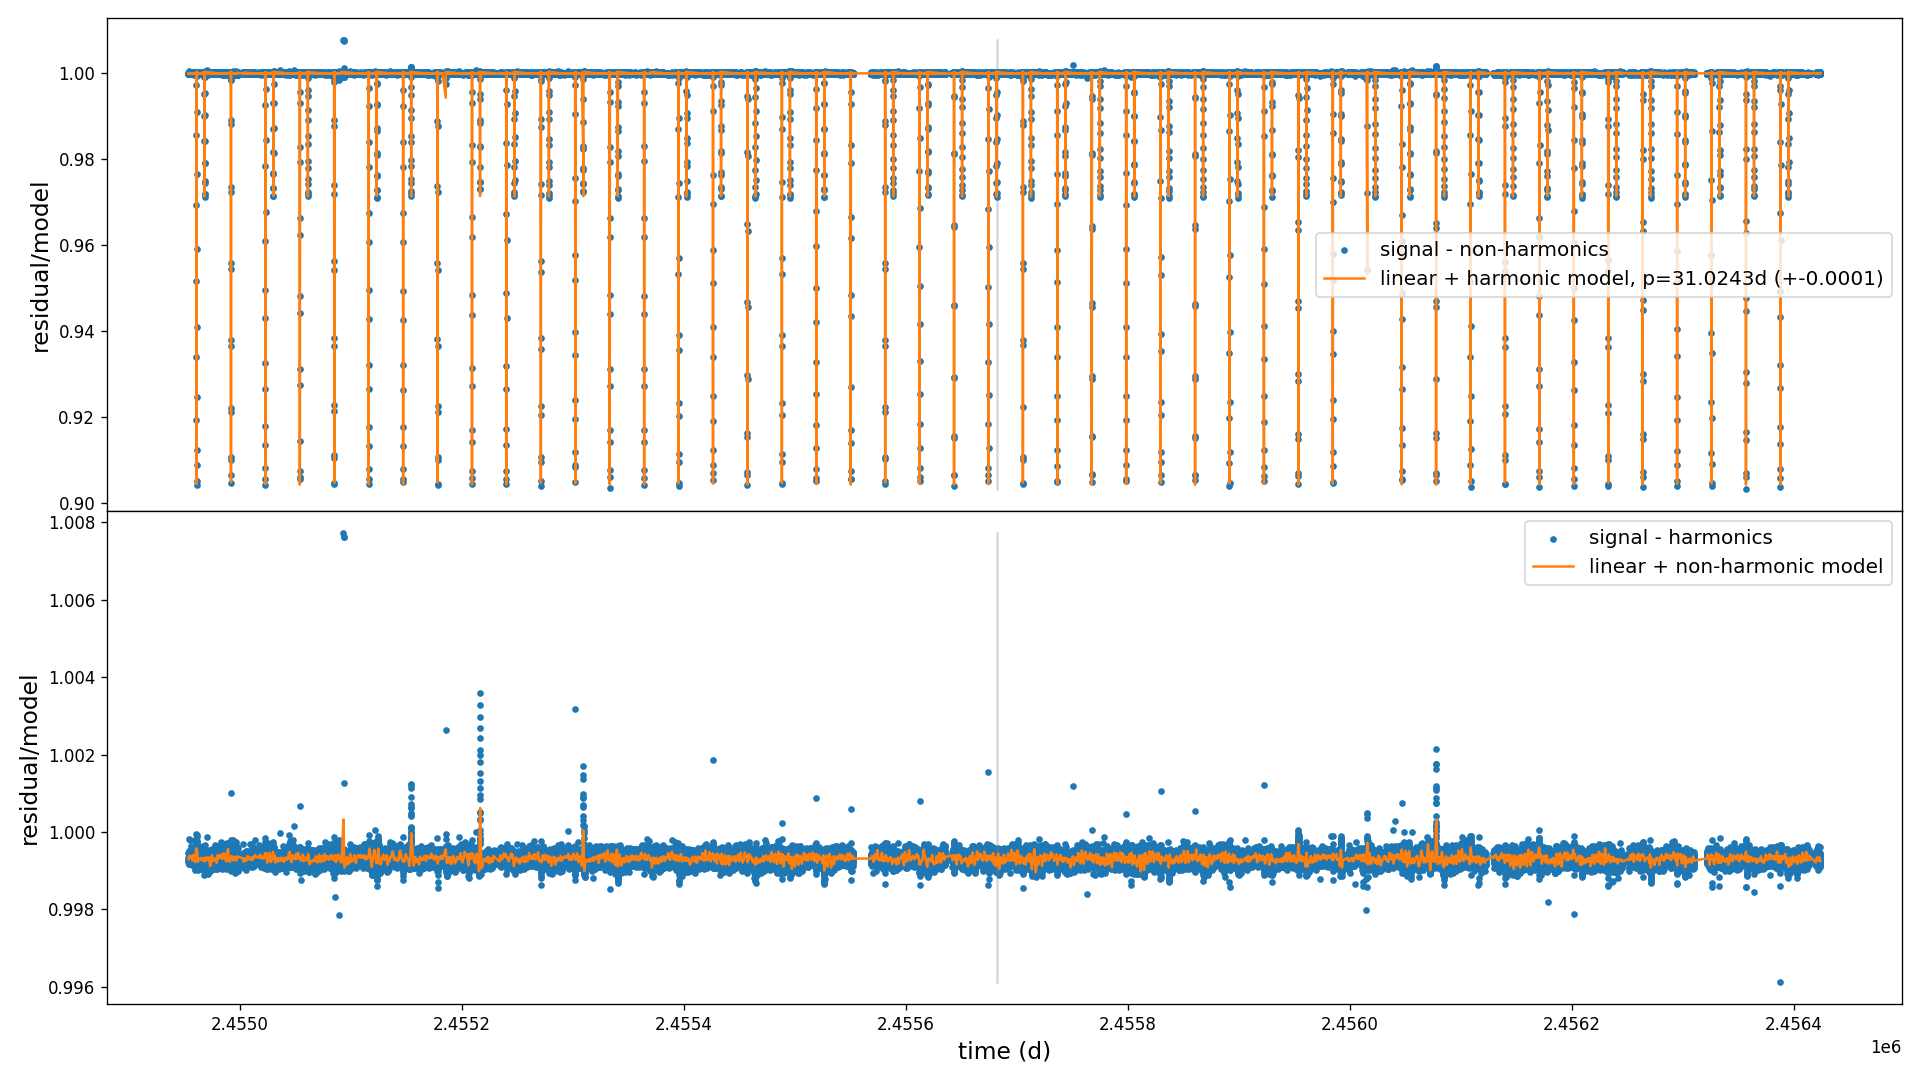 1.00
0.98
0.96
0.94
0.92
0.90
residual/model
signal - non-harmonics
linear + harmonic model, p=31.0243d (+-0.0001)
1.008
1.006
1.004
1.002
1.000
0.998
0.996
residual/model
signal - harmonics
linear + non-harmonic model
2.4550 2.4552 2.4554 2.4556 2.4558 2.4560 2.4562 2.4564
time (d)
1e6